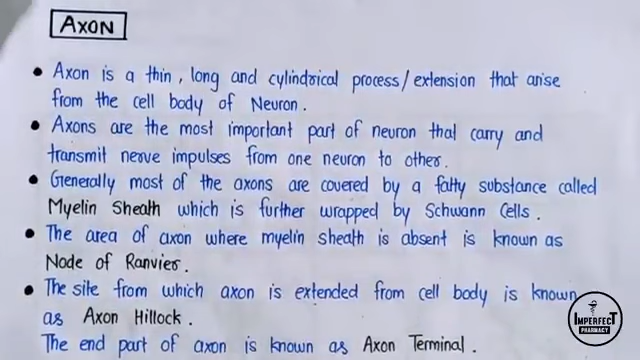 AXON
Axon is a thin, long and cylindrical process/extension that arise
from the cell body of Neuron.
Axons are the most important part of neuron that carry and
transmit nerve impulses from one neuron to other.
Generally most of the axons are covered by a fatty substance called
Myelin Sheath which is further wrapped by Schwann Cells.
The area of axon where myelin sheath is absent is known as
Node of Ranvier.
The site from which axon is extended from cell body is known
as Axon Hillock.
The end part of axon is known as Axon Terminal.
IMPERFECT
PHARMACY